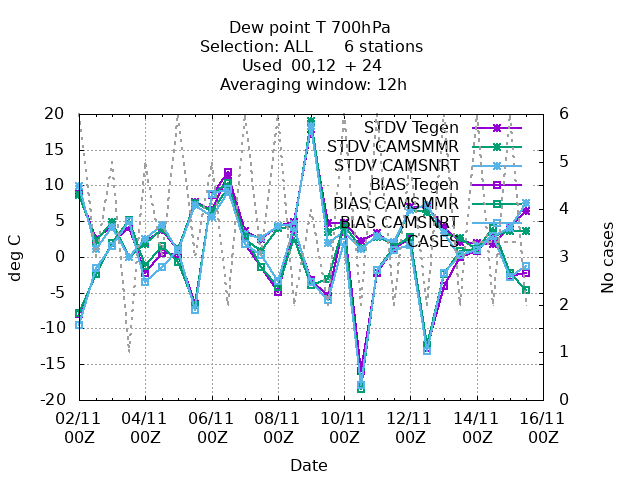 Dew point T 700hPa
Selection: ALL 6 stations
Used 00,12 + 24
Averaging window: 12h
20 6
STDV Tegen
STDV CAMSMMR
15
STDV CAMSNRT
5
10
BIAS Tegen
BIAS CAMSMMR
4
5
BIAS CAMSNRT
CASES
deg C
0 3
No cases
-5
2
-10
-15
1
-20 0
02/11 04/11 06/11 08/11 10/11 12/11 14/11 16/11
00Z 00Z 00Z 00Z 00Z 00Z 00Z 00Z
Date